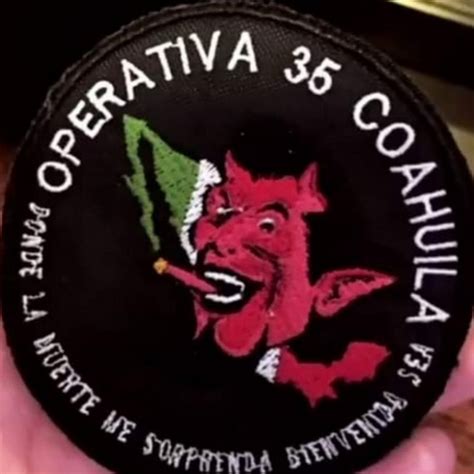 OPERATIVA 35 COAHUILA
DONDE LA MUERTE ME SORPRENDA BIENVENIDA SEA